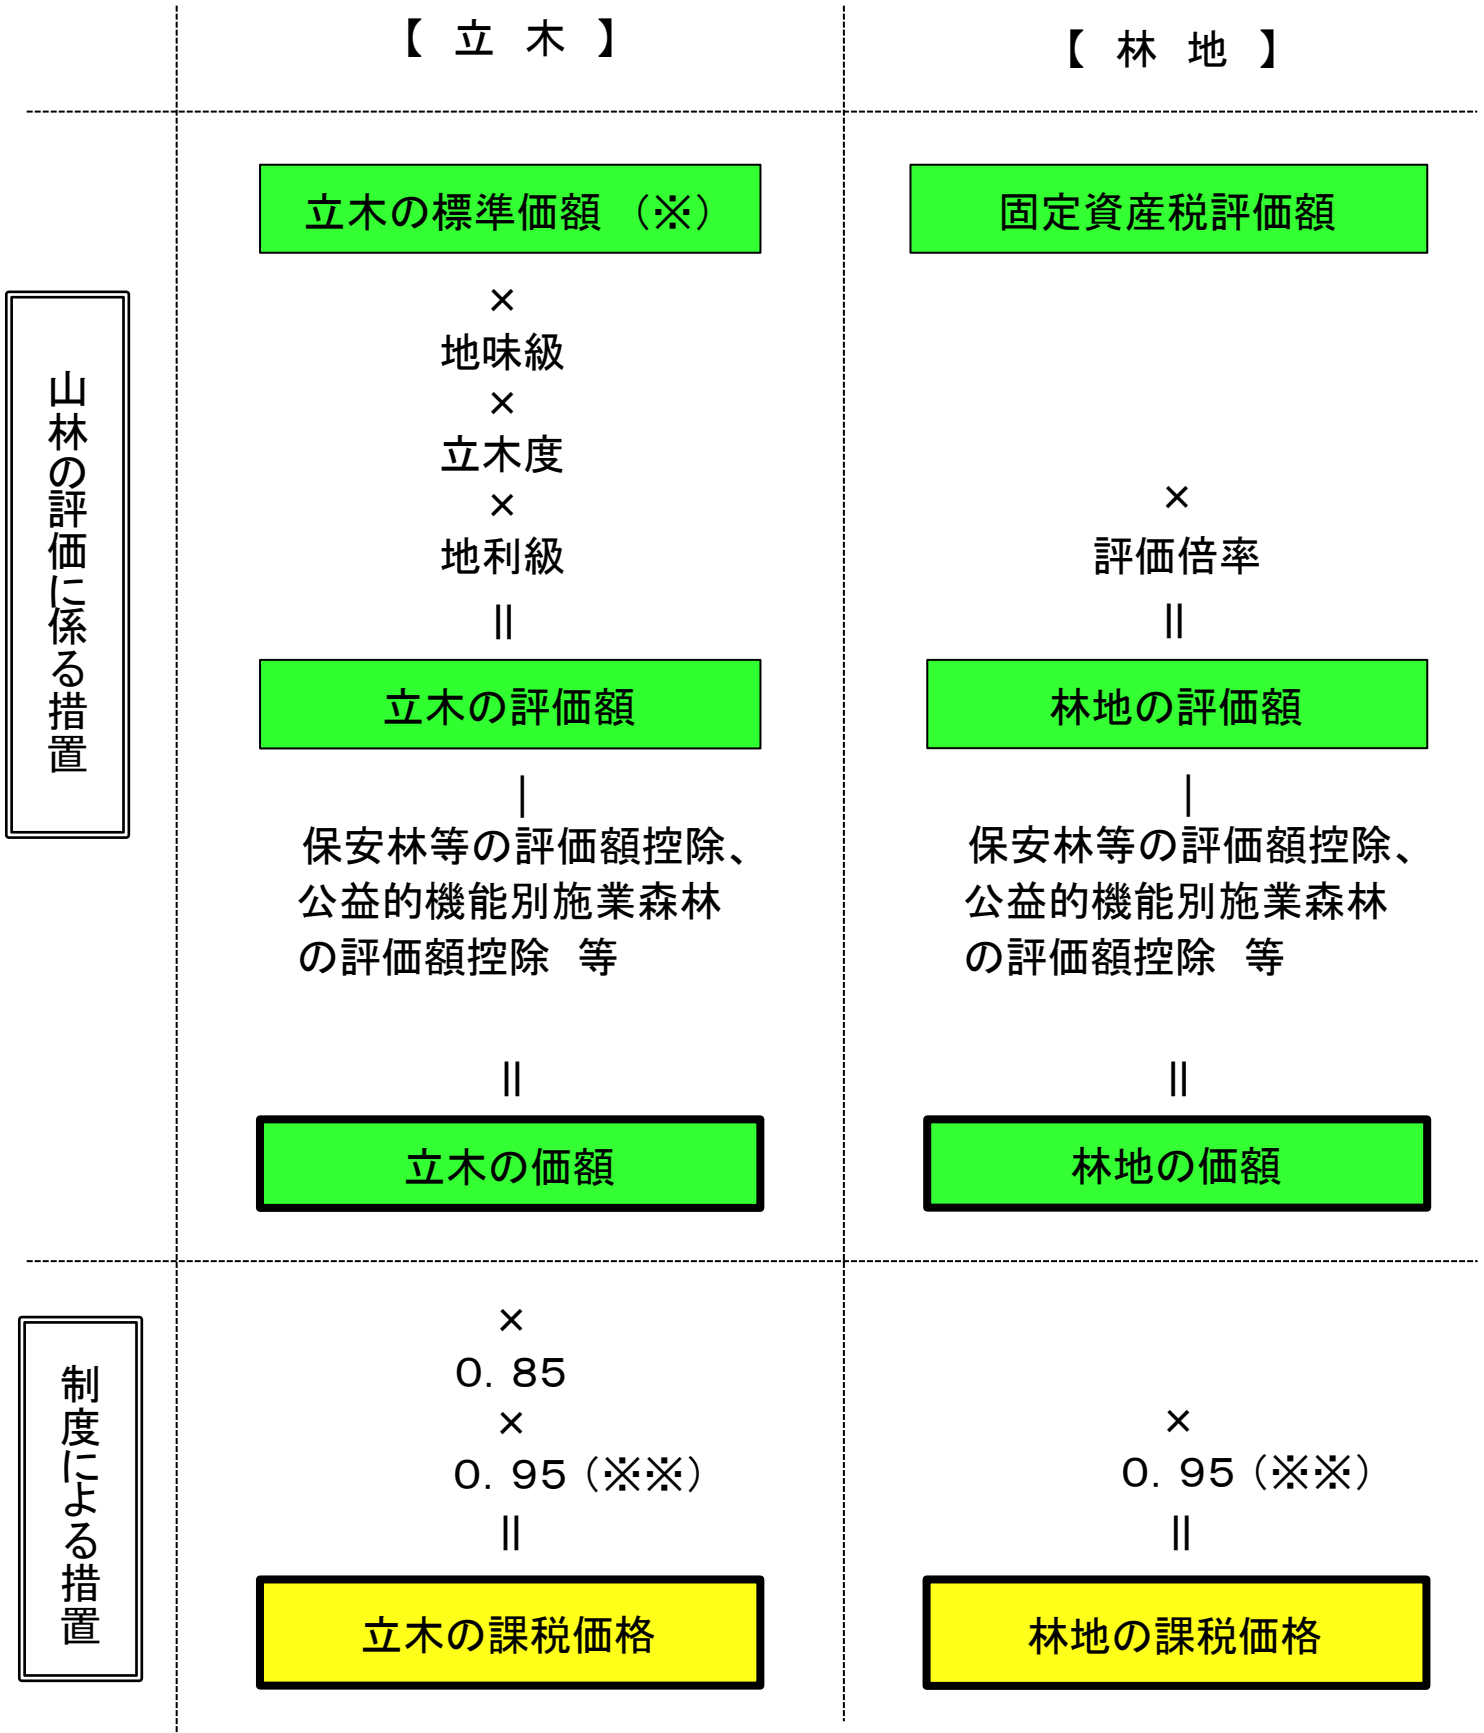 【 立 木 】
【 林 地 】
山林の評価に係る措置
立木の標準価額 （※）
×
地味級
×
立木度
×
地利級
||
立木の評価額
｜
保安林等の評価額控除、
公益的機能別施業森林
の評価額控除 等
||
立木の価額
固定資産税評価額
×
評価倍率
||
林地の評価額
｜
保安林等の評価額控除、
公益的機能別施業森林
の評価額控除 等
||
林地の価額
制度による措置
×
０．８５
×
０．９５（※※）
||
立木の課税価格
×
０．９５（※※）
||
林地の課税価格